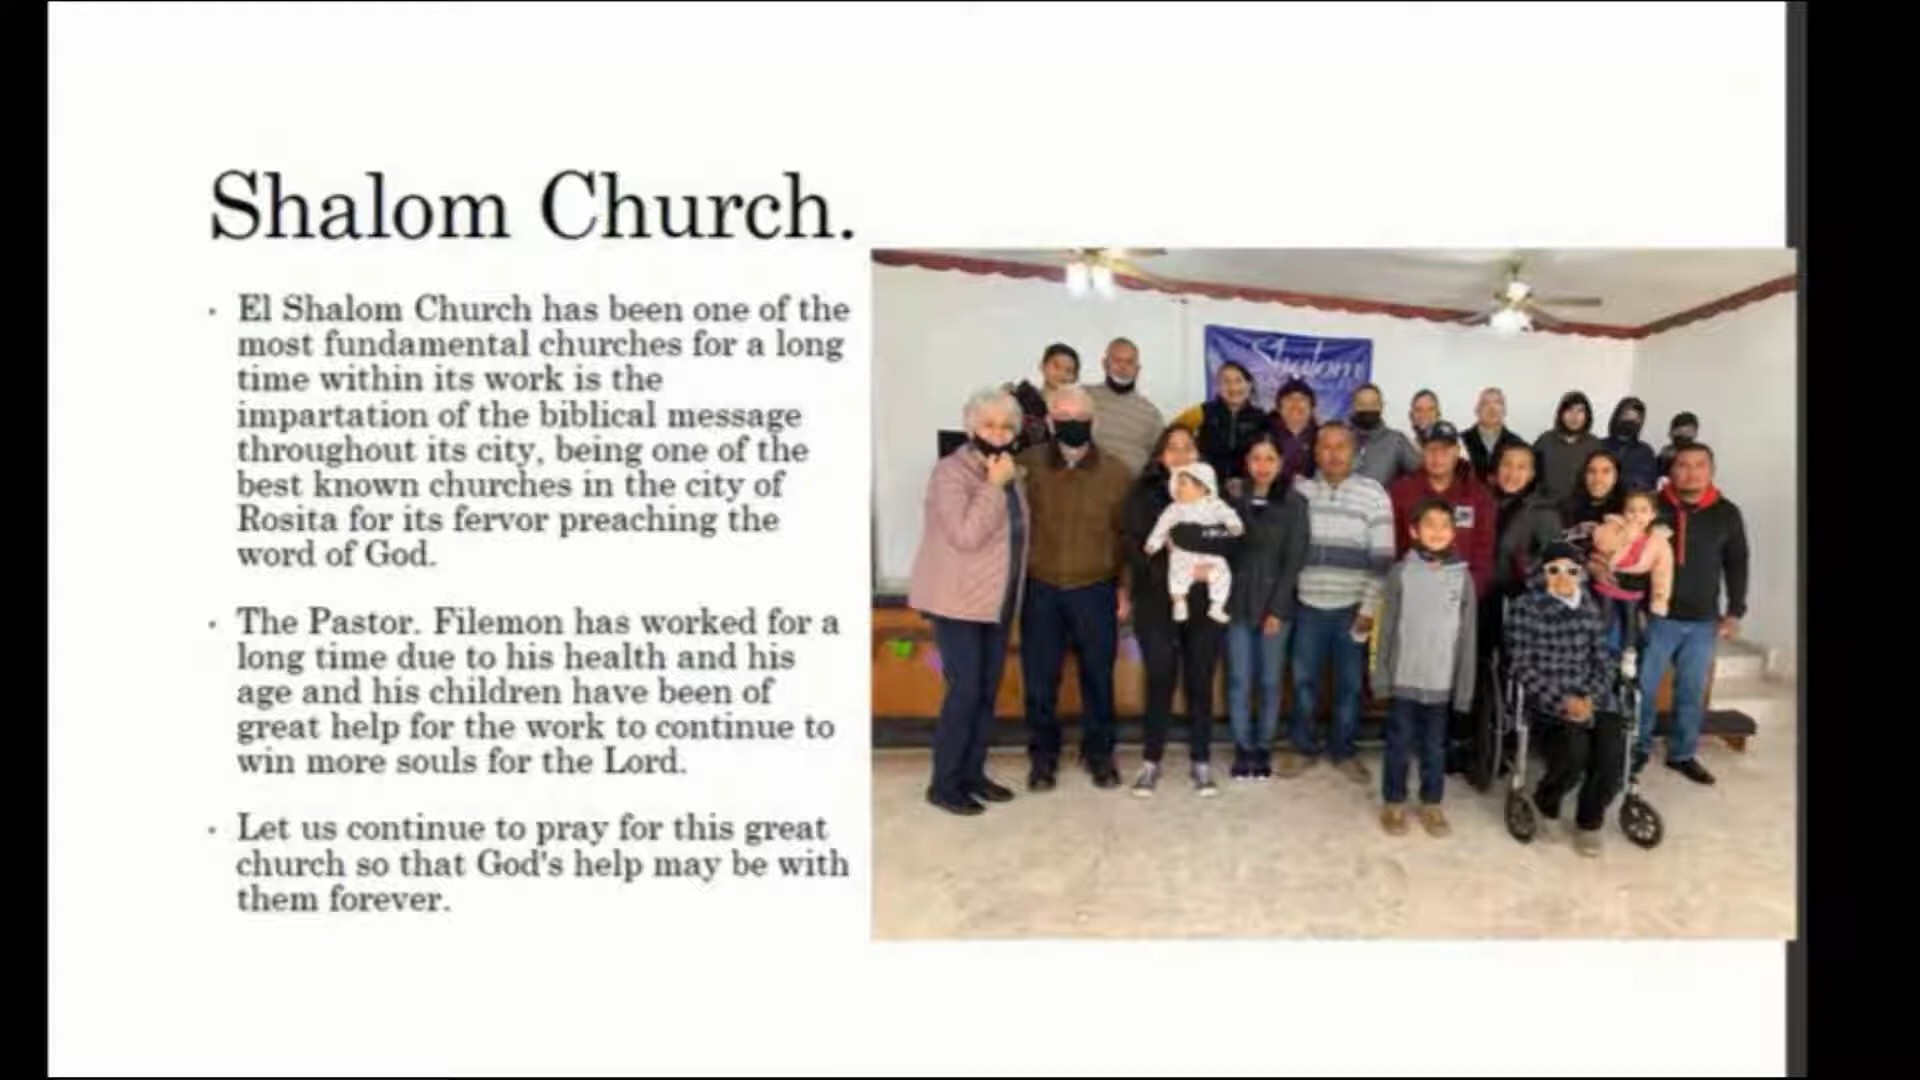 Shalom Church.
• El Shalom Church has been one of the
most fundamental churches for a long
time within its work is the
impartation of the biblical message
throughout its city, being one of the
best known churches in the city of
Rosita for its fervor preaching the
word of God.
• The Pastor. Filemon has worked for a
long time due to his health and his
age and his children have been of
great help for the work to continue to
win more souls for the Lord.
• Let us continue to pray for this great
church so that God's help may be with
them forever.
Shalom